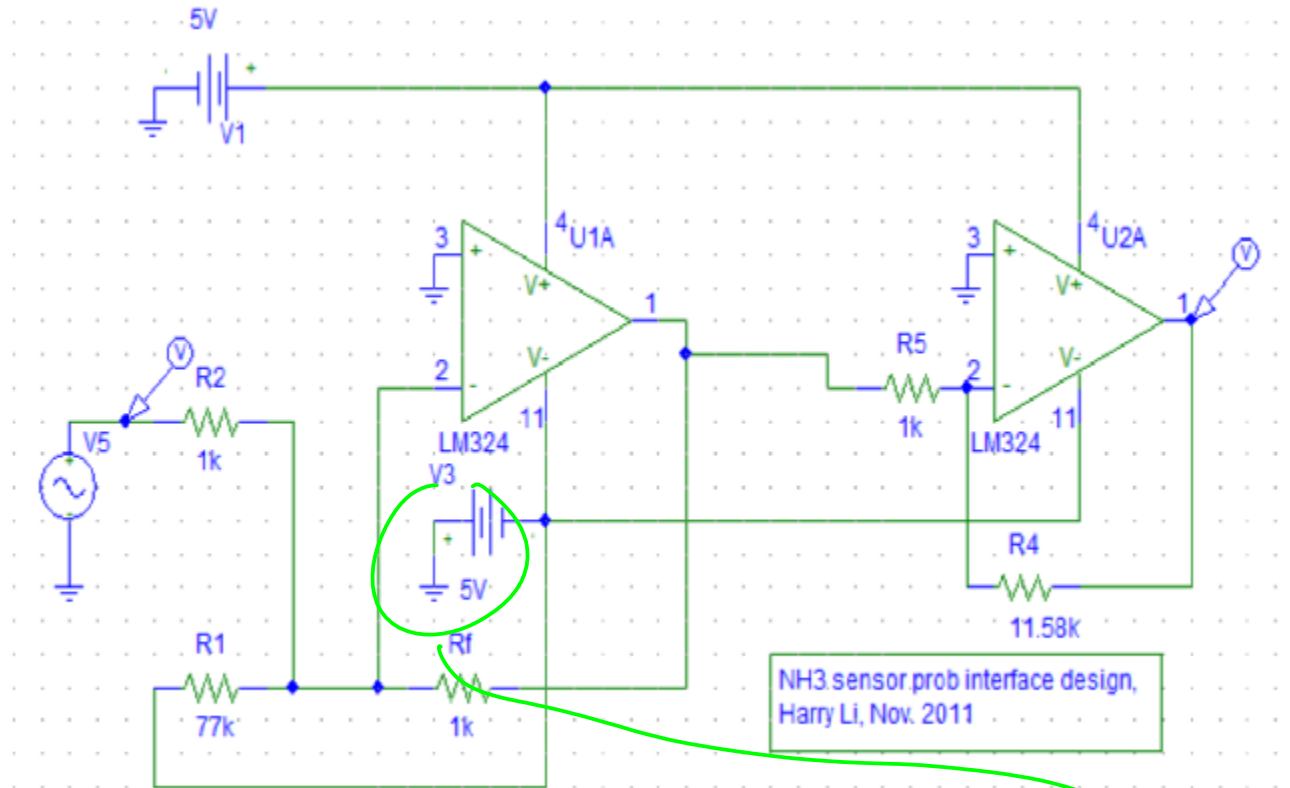 5V
+
V1
3
+
4
U1A
V+
1
V-
2
-
11
LM324
3
+
4
U2A
V+
1
V-
2
-
11
LM324
V
V
R2
1k
V5
+
-
R5
1k
V3
+
-
5V
R4
11.58k
R1
77k
Rf
1k
NH3 sensor prob interface design,
Harry Li, Nov. 2011